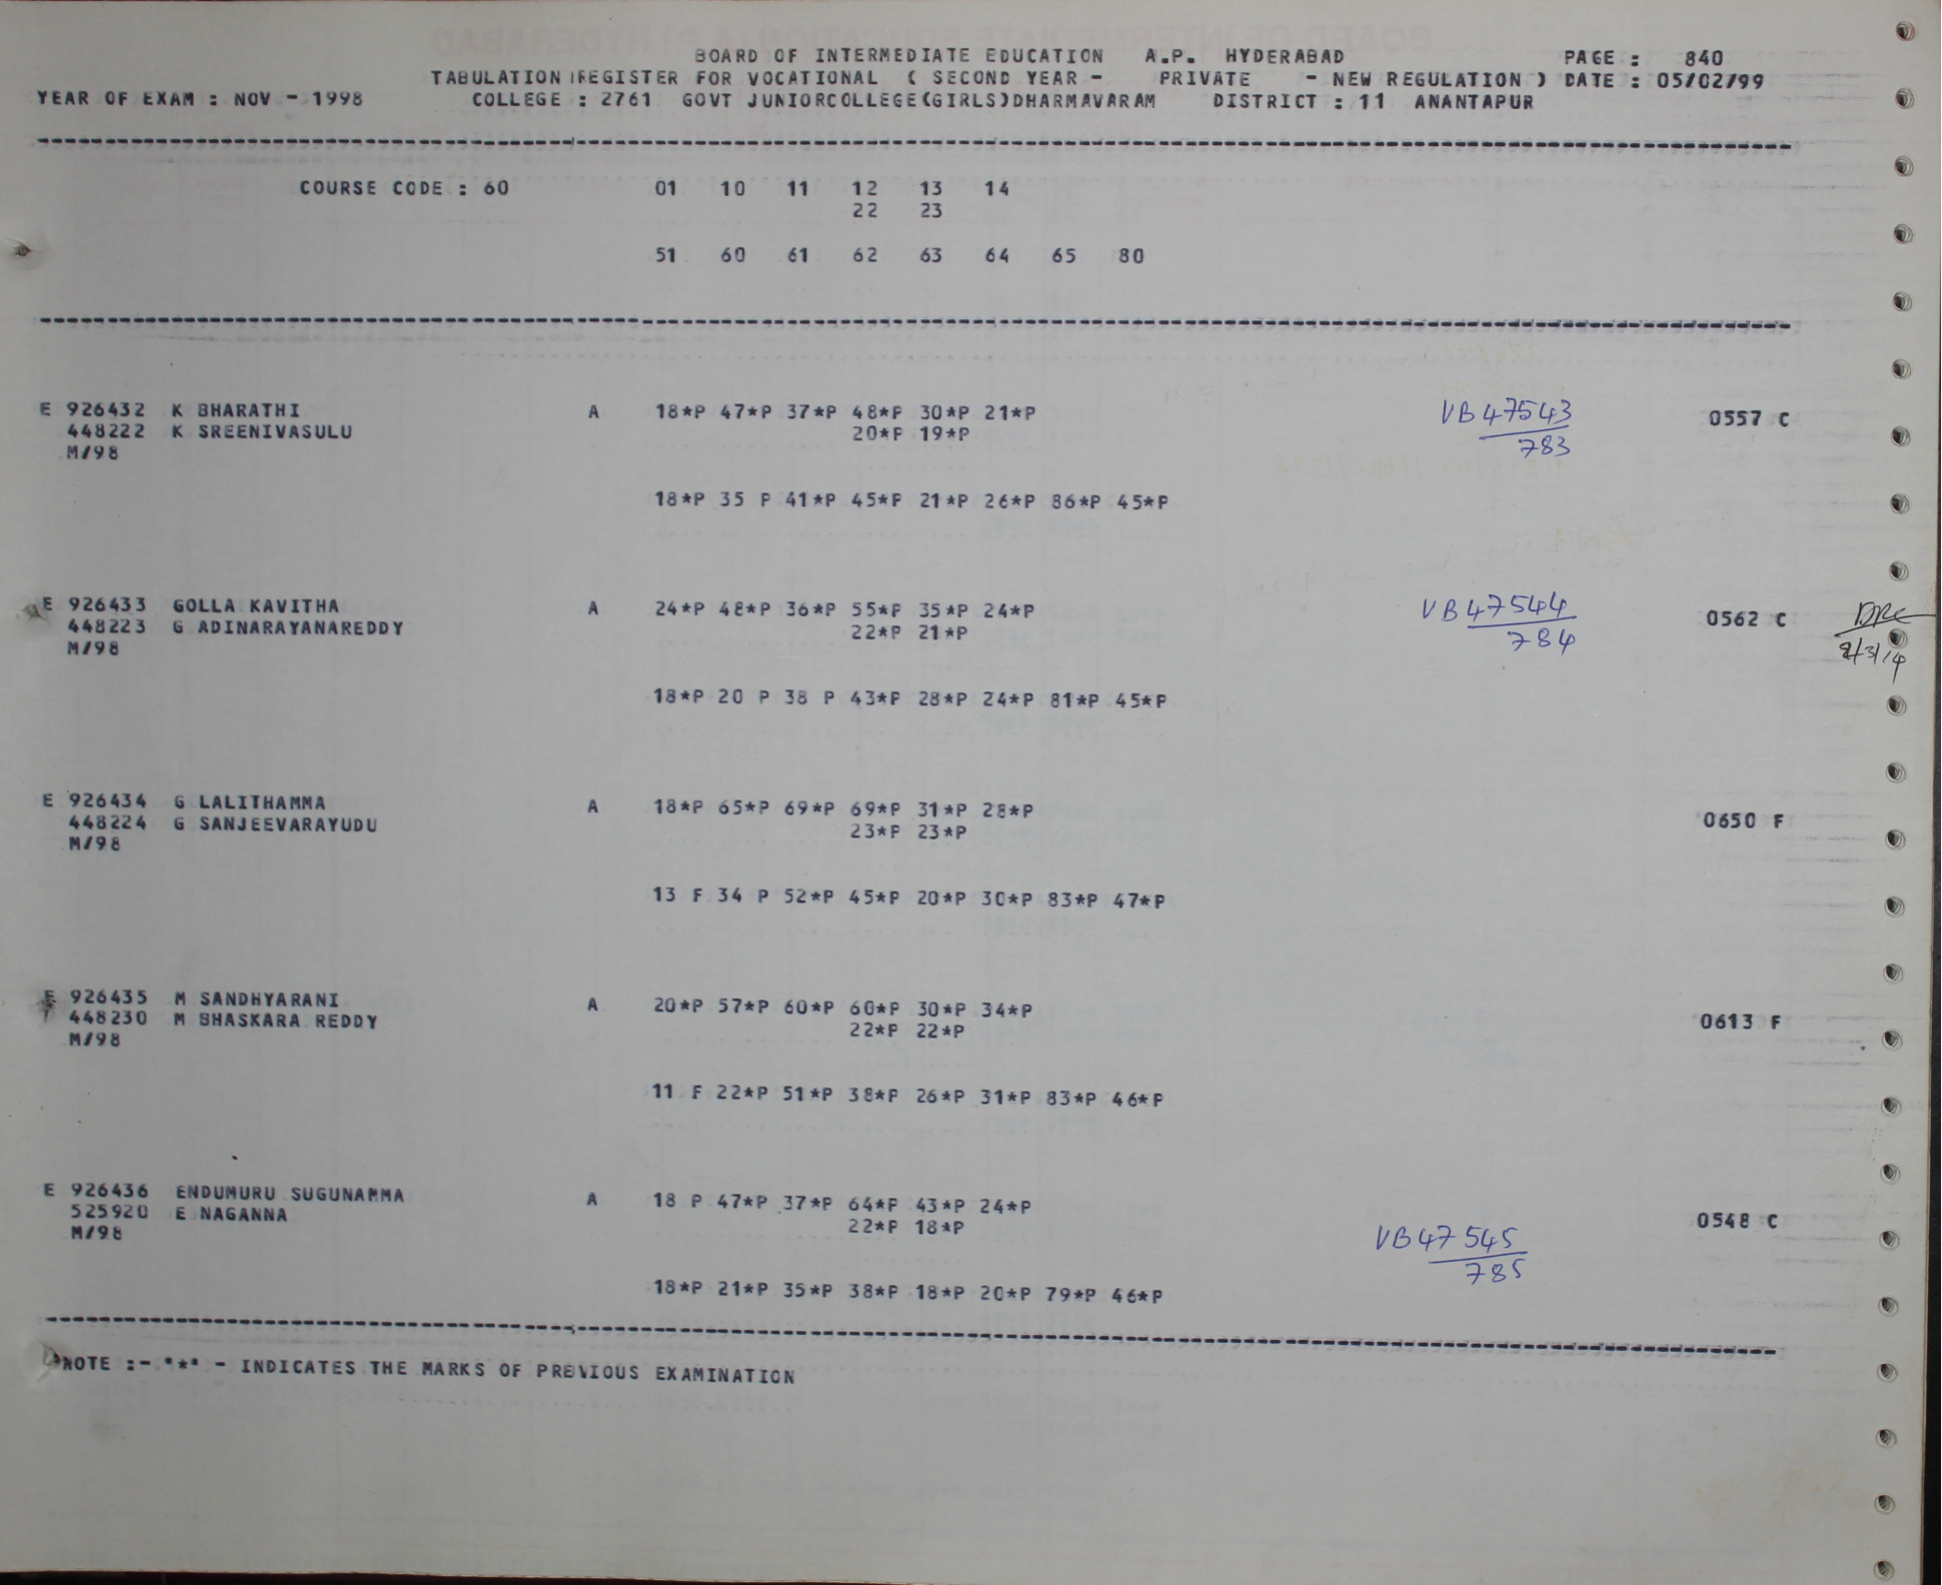 BOARD OF INTERMEDIATE EDUCATION A.P. HYDERABAD PAGE : 840
TABULATION REGISTER FOR VOCATIONAL ( SECOND YEAR - PRIVATE - NEW REGULATION ) DATE : 05/02/99
YEAR OF EXAM : NOV - 1998 COLLEGE : 2761 GOVT JUNIORCOLLEGE(GIRLS)DHARMAVARAM DISTRICT : 11 ANANTAPUR
COURSE CODE : 60 01 10 11 12 13 14
22 23
51 60 61 62 63 64 65 80
E 926432 K BHARATHI A 18*P 47*P 37*P 48*P 30*P 21*P VB47543 0557 C
448222 K SREENIVASULU 20*P 19*P 783
M/98
18*P 35 P 41*P 45*P 21*P 26*P 86*P 45*P
E 926433 GOLLA KAVITHA A 24*P 48*P 36*P 55*P 35*P 24*P VB47544 0562 C
448223 G ADINARAYANAREDDY 22*P 21*P 784
M/98
18*P 20 P 38 P 43*P 28*P 24*P 81*P 45*P
E 926434 G LALITHAMMA A 18*P 65*P 69*P 69*P 31*P 28*P 0650 F
448224 G SANJEEVARAYUDU 23*P 23*P
M/98
13 F 34 P 52*P 45*P 20*P 30*P 83*P 47*P
E 926435 M SANDHYARANI A 20*P 57*P 60*P 60*P 30*P 34*P 0613 F
448230 M BHASKARA REDDY 22*P 22*P
M/98
11 F 22*P 51*P 38*P 26*P 31*P 83*P 46*P
E 926436 ENDUMURU SUGUNAMMA A 18 P 47*P 37*P 64*P 43*P 24*P 0548 C
525920 E NAGANNA 22*P 18*P VB47545
M/98 785
18*P 21*P 35*P 38*P 18*P 20*P 79*P 46*P
NOTE :- "*" - INDICATES THE MARKS OF PREVIOUS EXAMINATION